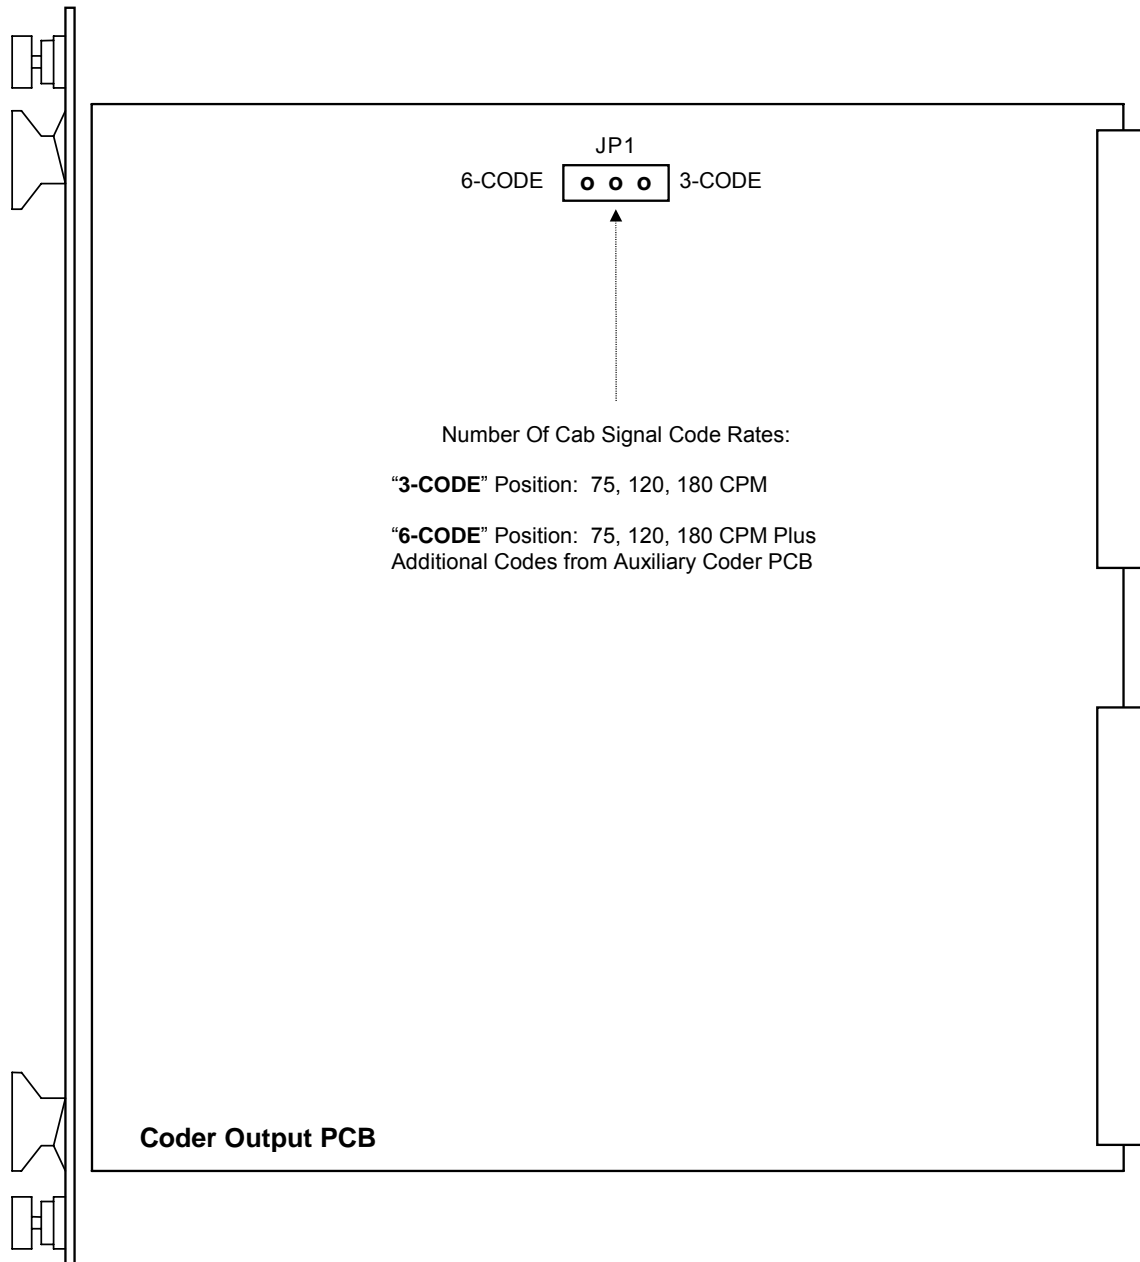 JP1
6-CODE o o o 3-CODE
Number Of Cab Signal Code Rates:
“3-CODE” Position: 75, 120, 180 CPM
“6-CODE” Position: 75, 120, 180 CPM Plus
Additional Codes from Auxiliary Coder PCB
Coder Output PCB